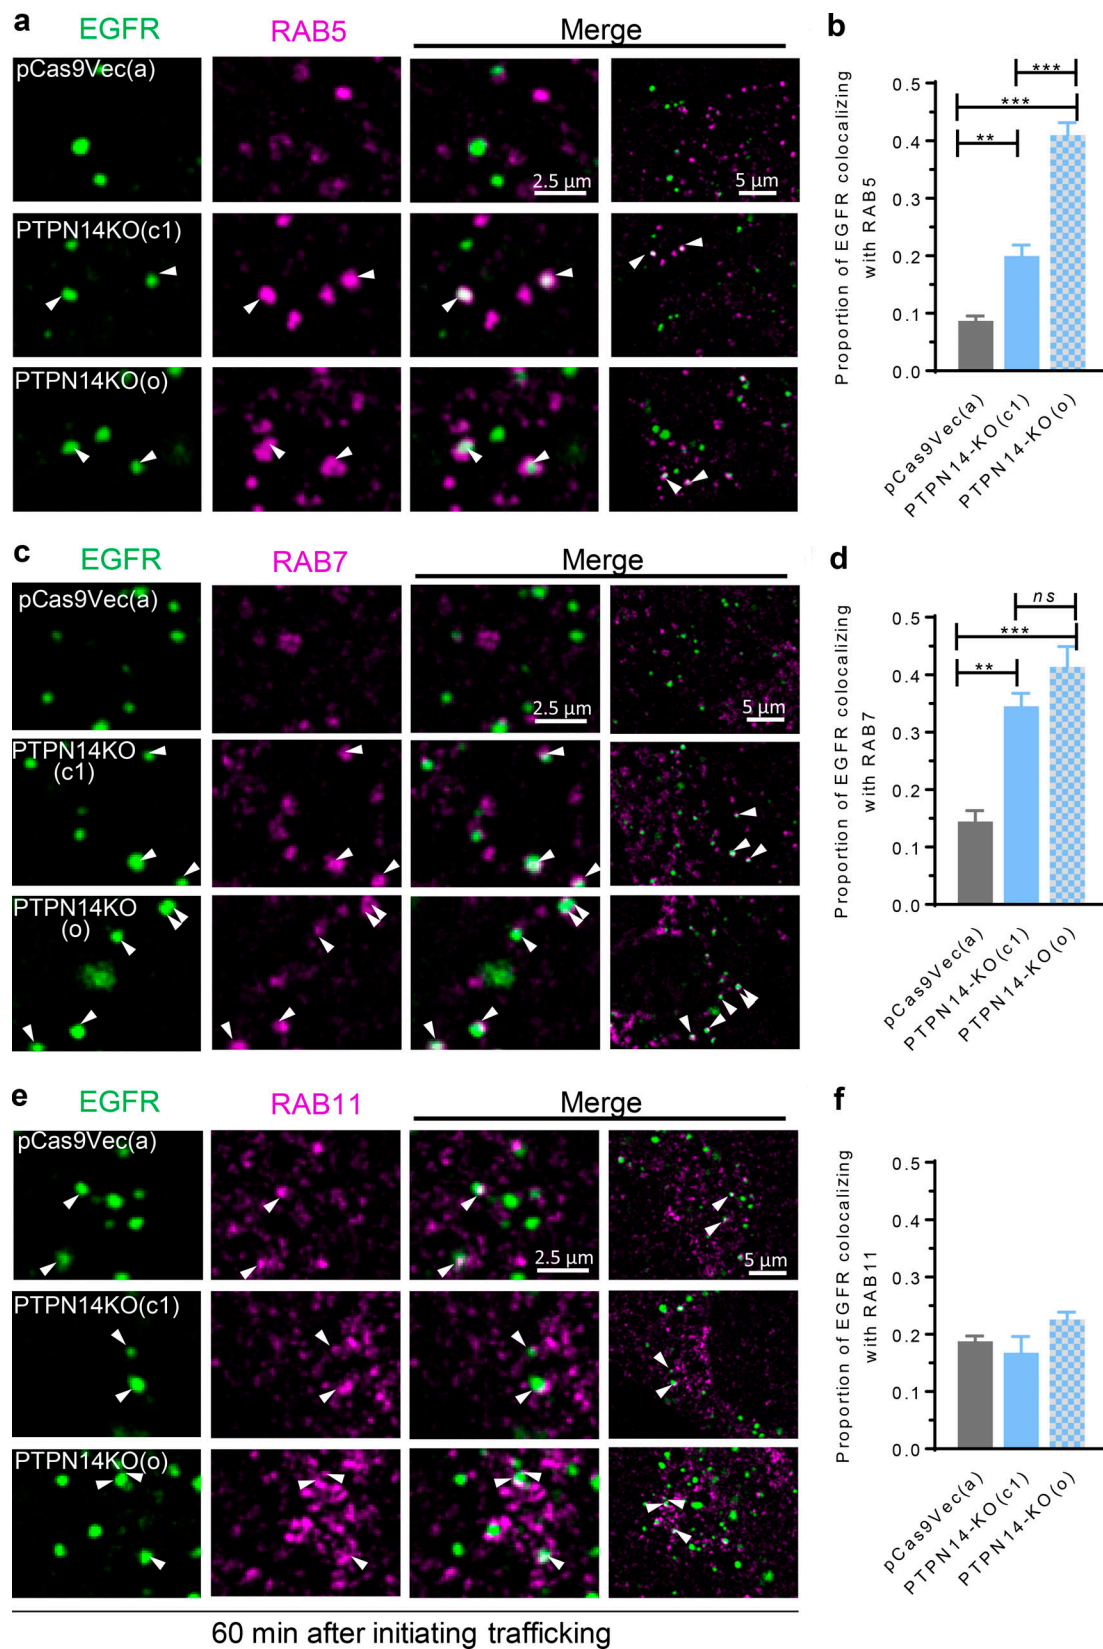 a
EGFR
RAB5
Merge
pCas9Vec(a)
2.5 µm
5 µm
PTPN14KO(c1)
PTPN14KO(o)
b
Proportion of EGFR colocalizing
with RAB5
0.5
0.4
0.3
0.2
0.1
0.0
***
***
**
pCas9Vec(a)
PTPN14-KO(c1)
PTPN14-KO(o)
c
EGFR
RAB7
Merge
pCas9Vec(a)
2.5 µm
5 µm
PTPN14KO
(c1)
PTPN14KO
(o)
d
Proportion of EGFR colocalizing
with RAB7
0.5
0.4
0.3
0.2
0.1
0.0
ns
***
**
pCas9Vec(a)
PTPN14-KO(c1)
PTPN14-KO(o)
e
EGFR
RAB11
Merge
pCas9Vec(a)
2.5 µm
5 µm
PTPN14KO(c1)
PTPN14KO(o)
f
Proportion of EGFR colocalizing
with RAB11
0.5
0.4
0.3
0.2
0.1
0.0
pCas9Vec(a)
PTPN14-KO(c1)
PTPN14-KO(o)
60 min after initiating trafficking